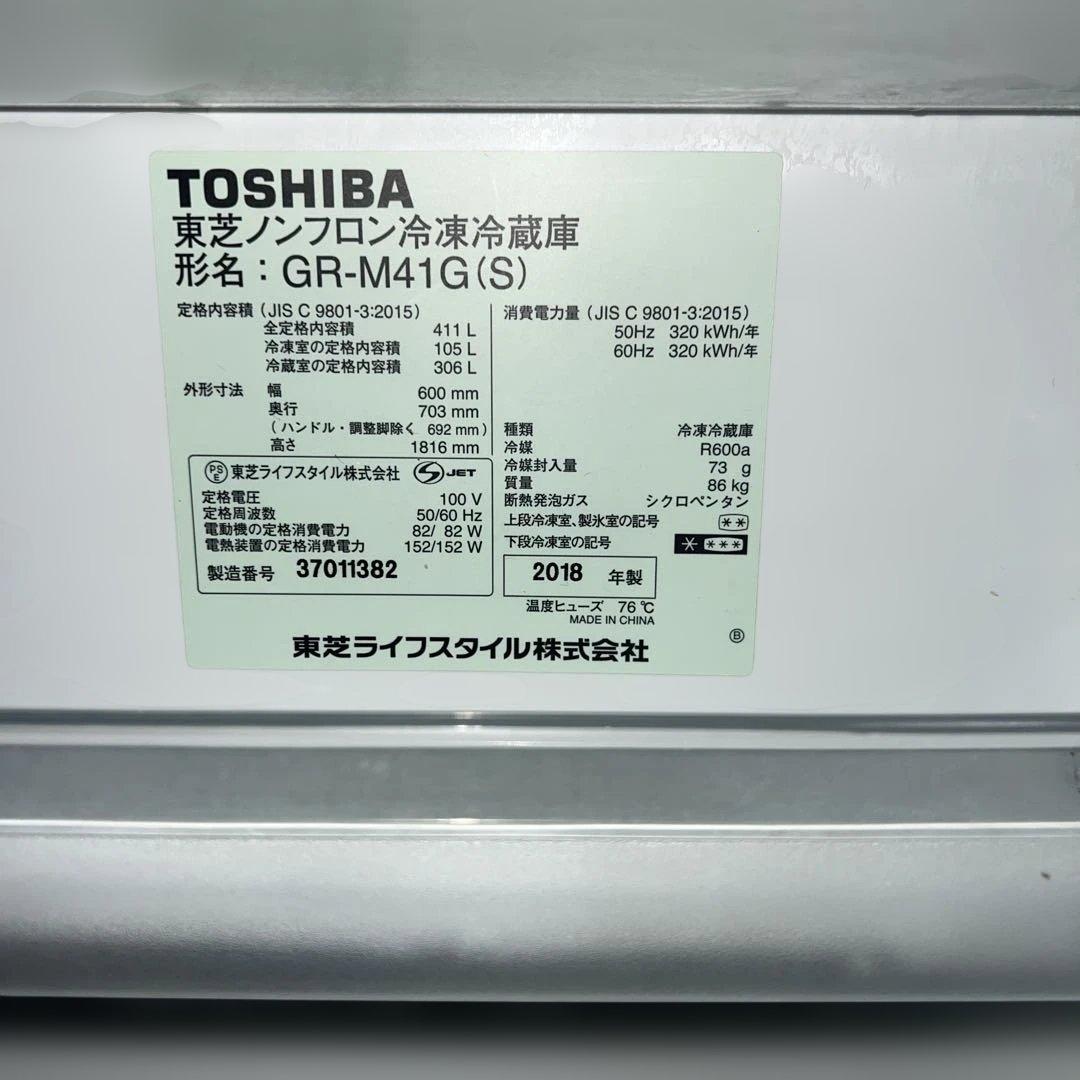 TOSHIBA
東芝ノンフロン冷凍冷蔵庫
形名：GR-M41G(S)
定格内容積 (JIS C 9801-3:2015)
全定格内容積 411 L
冷凍室の定格内容積 105 L
冷蔵室の定格内容積 306 L
外形寸法 幅 600 mm
奥行 703 mm
(ハンドル・調整脚除く 692 mm)
高さ 1816 mm
PS
E 東芝ライフスタイル株式会社 S JET
定格電圧 100 V
定格周波数 50/60 Hz
電動機の定格消費電力 82/ 82 W
電熱装置の定格消費電力 152/152 W
製造番号 37011382
消費電力量 (JIS C 9801-3:2015)
50Hz 320 kWh/年
60Hz 320 kWh/年
種類 冷凍冷蔵庫
冷媒 R600a
冷媒封入量 73 g
質量 86 kg
断熱発泡ガス シクロペンタン
上段冷凍室、製氷室の記号 **
下段冷凍室の記号 * ***
2018 年製
温度ヒューズ 76℃
MADE IN CHINA
Ⓑ
東芝ライフスタイル株式会社